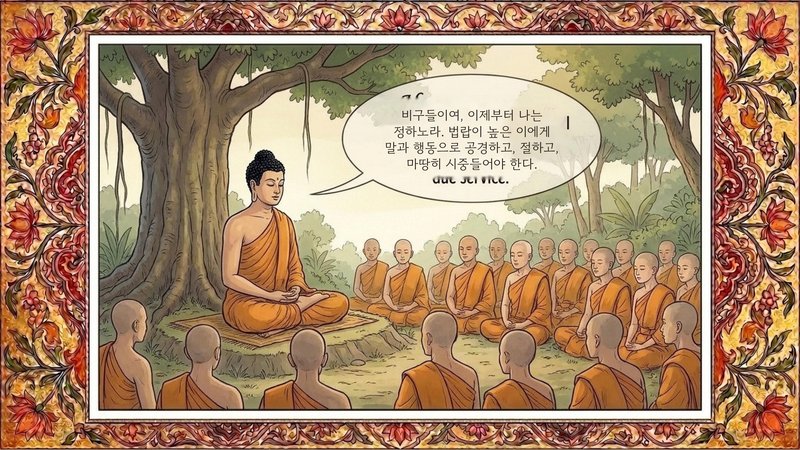 비구들이여, 이제부터 나는
정하노라. 법랍이 높은 이에게
말과 행동으로 공경하고, 절하고,
마땅히 시중들어야 한다.
due service.